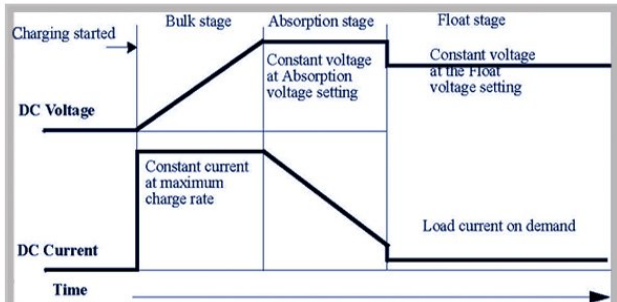 Bulk stage
Absorption stage
Float stage
Charging started
Constant voltage
at Absorption
voltage setting
Constant voltage
at the Float
voltage setting
DC Voltage
Constant current
at maximum
charge rate
Load current on demand
DC Current
Time